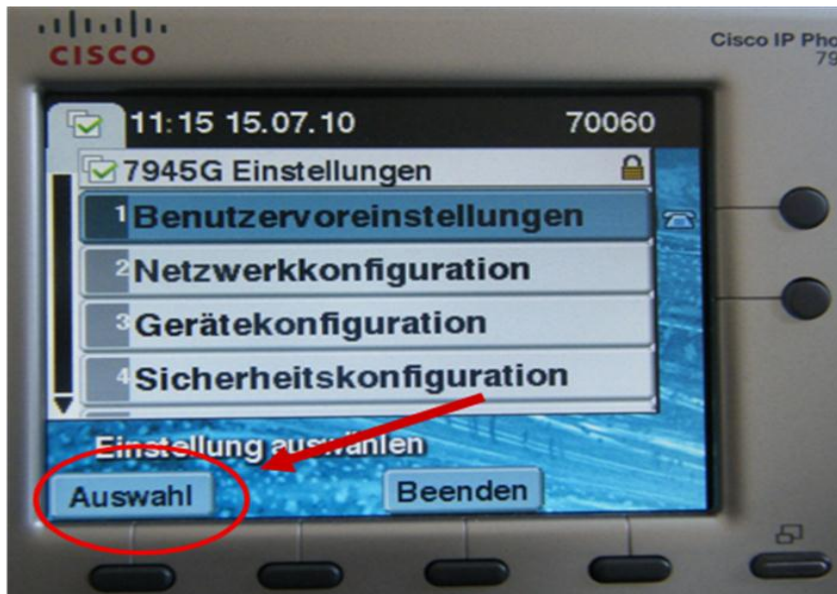 CISCO
Cisco IP Pho
79
11:15 15.07.10 70060
7945G Einstellungen
1 Benutzervoreinstellungen
2 Netzwerkkonfiguration
3 Gerätekonfiguration
4 Sicherheitskonfiguration
Einstellung auswählen
Auswahl Beenden